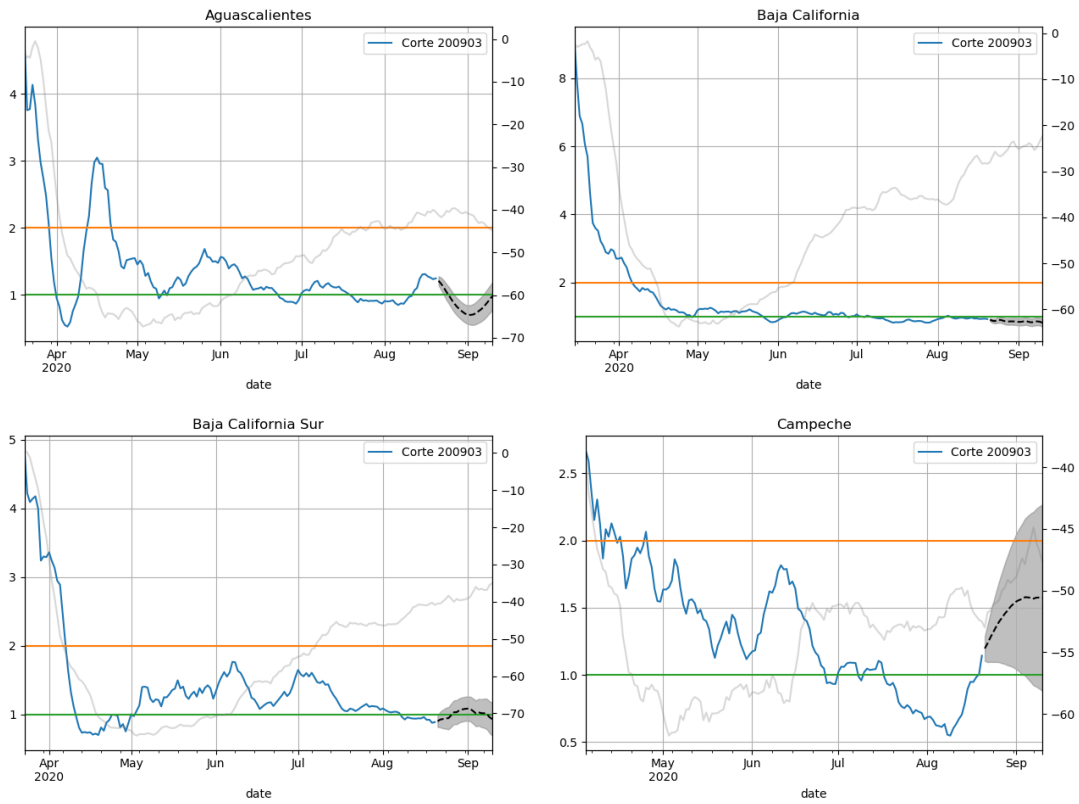 Aguascalientes
Corte 200903
4
3
2
1
0
−10
−20
−30
−40
−50
−60
−70
Apr
2020
May
Jun
Jul
Aug
Sep
date
Baja California
Corte 200903
8
6
4
2
0
−10
−20
−30
−40
−50
−60
Apr
2020
May
Jun
Jul
Aug
Sep
date
Baja California Sur
Corte 200903
5
4
3
2
1
0
−10
−20
−30
−40
−50
−60
−70
Apr
2020
May
Jun
Jul
Aug
Sep
date
Campeche
Corte 200903
2.5
2.0
1.5
1.0
0.5
−40
−45
−50
−55
−60
May
2020
Jun
Jul
Aug
Sep
date